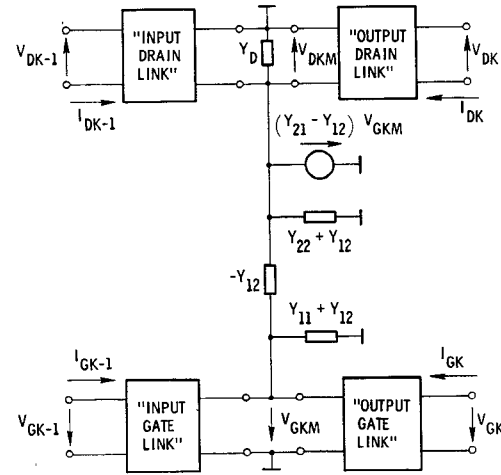 "INPUT DRAIN LINK"
"OUTPUT DRAIN LINK"
V_DK-1
Y_D
V_DKM
V_DK
I_DK-1
I_DK
(Y_21 - Y_12) V_GKM
Y_22 + Y_12
-Y_12
Y_11 + Y_12
I_GK-1
I_GK
V_GK-1
"INPUT GATE LINK"
V_GKM
"OUTPUT GATE LINK"
V_GK